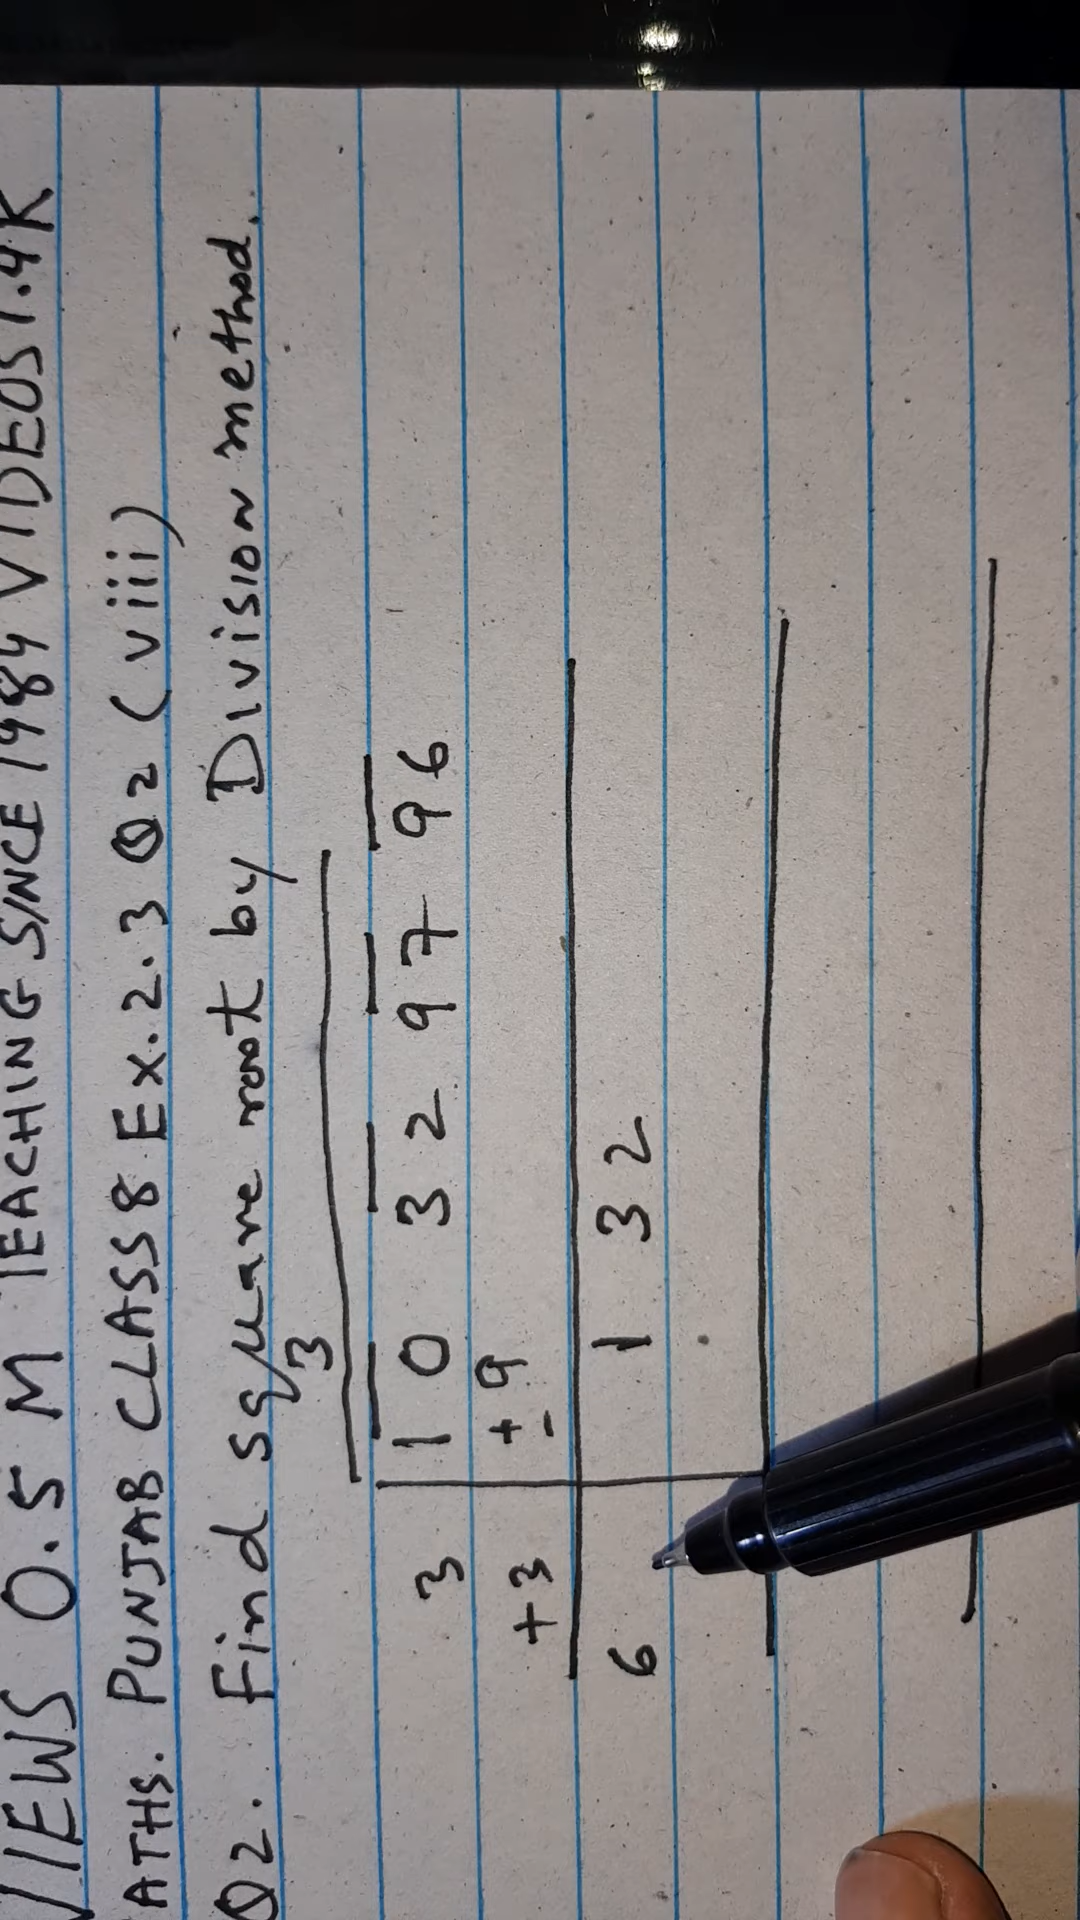 VIEWS 0.5 M TEACHING SINCE 1984 VIDEOS 1.4K
ATHS. PUNJAB CLASS 8 Ex. 2.3 Q2 (viii)
Q2. Find square root by Division method.
3
3 10 32 97 96
+3 +9
-
6 1 32